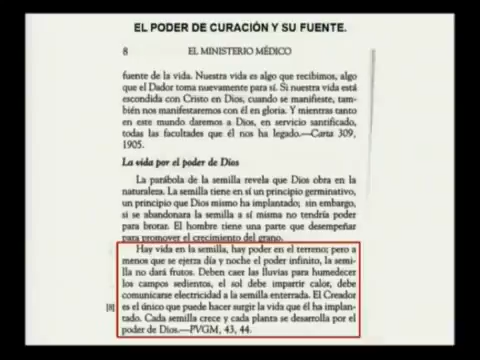 EL PODER DE CURACIÓN Y SU FUENTE.
8 EL MINISTERIO MÉDICO
fuente de la vida. Nuestra vida es algo que recibimos, algo
que el Dador toma nuevamente para sí. Si nuestra vida está
escondida con Cristo en Dios, cuando se manifieste, tam-
bién nos manifestaremos con él en gloria. Y mientras tanto
en este mundo daremos a Dios, en servicio santificado,
todas las facultades que él nos ha legado.—Carta 309,
1905.
La vida por el poder de Dios
La parábola de la semilla revela que Dios obra en la
naturaleza. La semilla tiene en sí un principio germinativo,
un principio que Dios mismo ha implantado; sin embargo,
si se abandonara la semilla a sí misma no tendría poder
para brotar. El hombre tiene una parte que desempeñar
para promover el crecimiento del grano.
Hay vida en la semilla, hay poder en el terreno; pero a
menos que se ejerza día y noche el poder infinito, la semi-
lla no dará frutos. Deben caer las lluvias para humedecer
los campos sedientos, el sol debe impartir calor, debe
comunicarse electricidad a la semilla enterrada. El Creador
[8] es el único que puede hacer surgir la vida que él ha implan-
tado. Cada semilla crece y cada planta se desarrolla por el
poder de Dios.—PVGM, 43, 44.